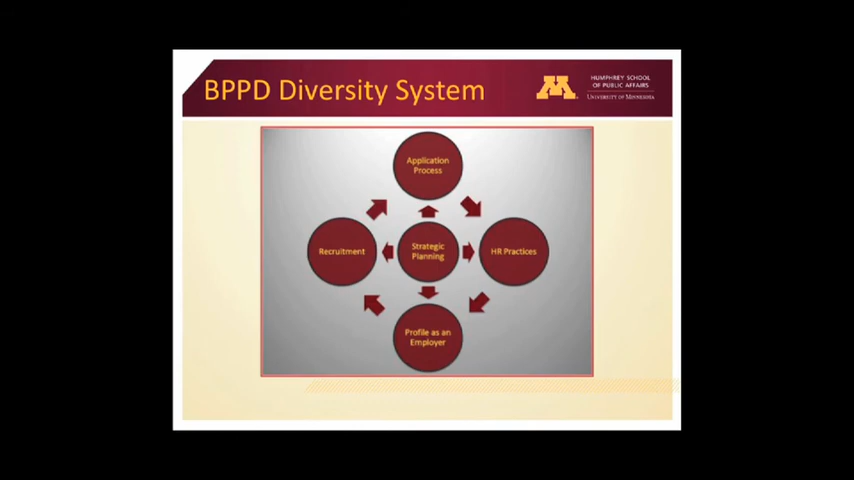 BPPD Diversity System
M
HUMPHREY SCHOOL
OF PUBLIC AFFAIRS
UNIVERSITY OF MINNESOTA
Application
Process
Recruitment
Strategic
Planning
HR Practices
Profile as an
Employer